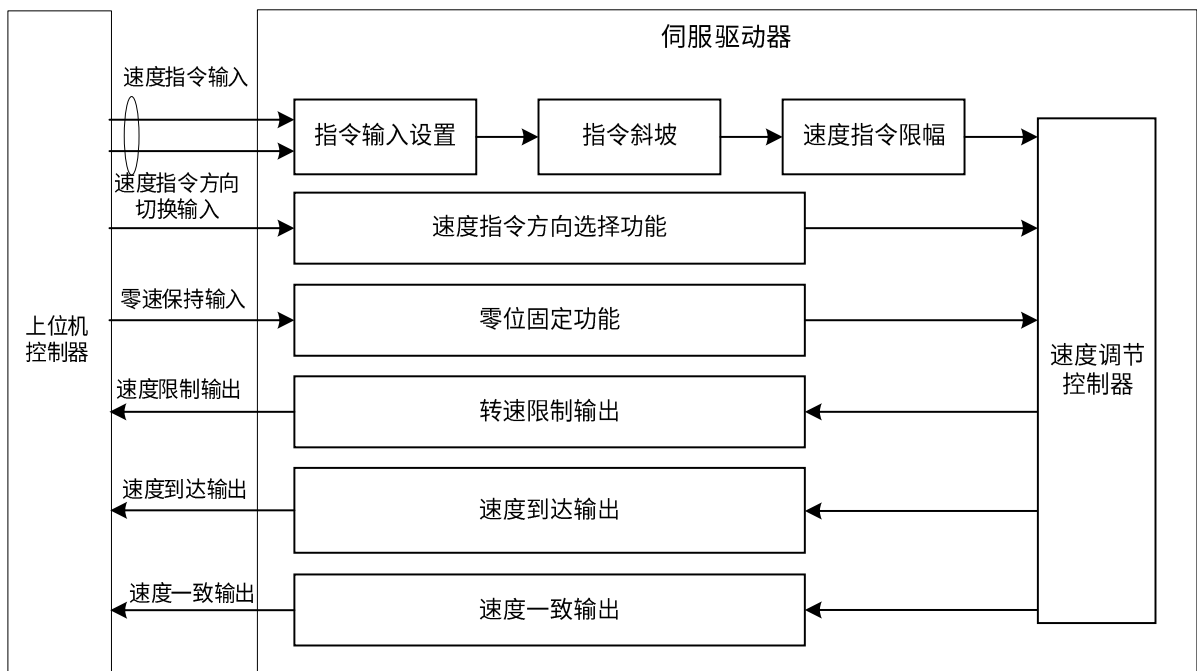 伺服驱动器
速度指令输入
指令输入设置
指令斜坡
速度指令限幅
速度指令方向
切换输入
速度指令方向选择功能
零速保持输入
零位固定功能
上位机
控制器
速度调节
控制器
速度限制输出
转速限制输出
速度到达输出
速度到达输出
速度一致输出
速度一致输出